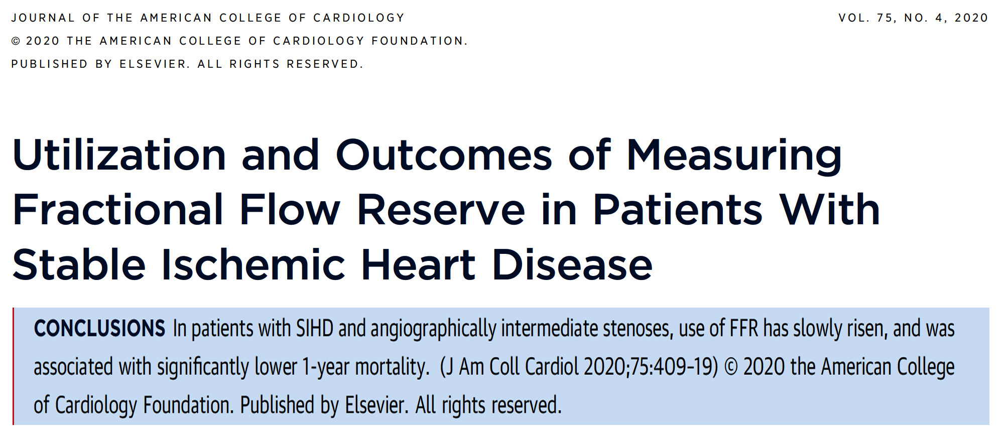 JOURNAL OF THE AMERICAN COLLEGE OF CARDIOLOGY
VOL. 75, NO. 4, 2020
© 2020 THE AMERICAN COLLEGE OF CARDIOLOGY FOUNDATION.
PUBLISHED BY ELSEVIER. ALL RIGHTS RESERVED.
Utilization and Outcomes of Measuring
Fractional Flow Reserve in Patients With
Stable Ischemic Heart Disease
CONCLUSIONS In patients with SIHD and angiographically intermediate stenoses, use of FFR has slowly risen, and was
associated with significantly lower 1-year mortality. (J Am Coll Cardiol 2020;75:409–19) © 2020 the American College
of Cardiology Foundation. Published by Elsevier. All rights reserved.